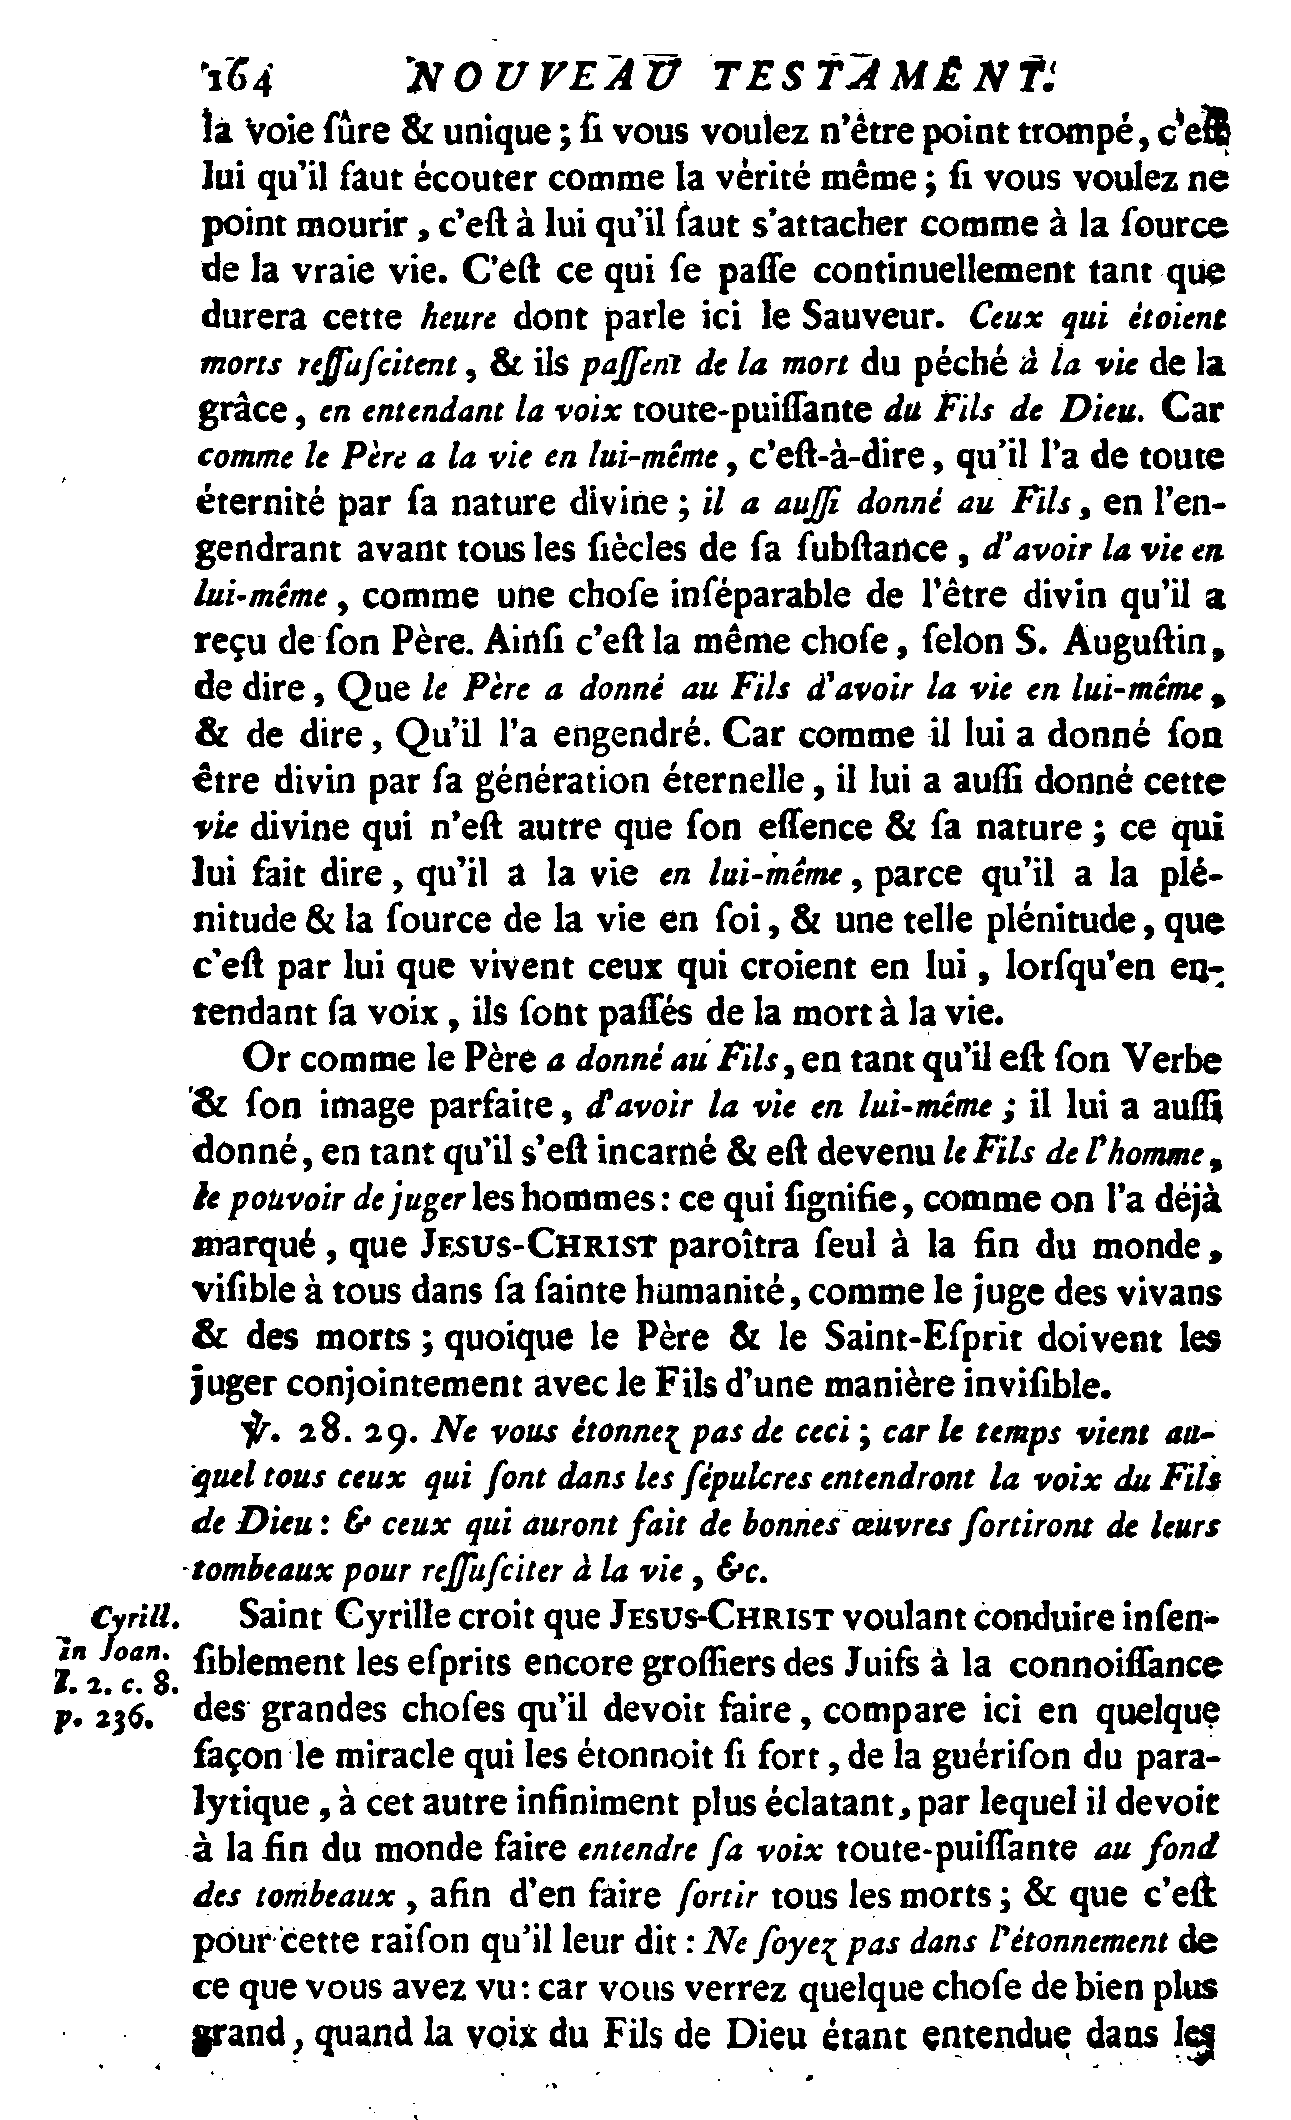 164 NOUVEAU TESTAMENT.
la voie ſûre & unique ; ſi vous voulez n'être point trompé, c'eſt
lui qu'il faut écouter comme la vérité même ; ſi vous voulez ne
point mourir, c'eſt à lui qu'il faut s'attacher comme à la ſource
de la vraie vie. C'eſt ce qui ſe paſſe continuellement tant que
durera cette heure dont parle ici le Sauveur. Ceux qui étoient
morts reſſuſcitent, & ils paſſent de la mort du péché à la vie de la
grâce, en entendant la voix toute-puiſſante du Fils de Dieu. Car
comme le Père a la vie en lui-même, c'eſt-à-dire, qu'il l'a de toute
éternité par ſa nature divine ; il a auſſi donné au Fils, en l'en-
gendrant avant tous les ſiècles de ſa ſubſtance, d'avoir la vie en
lui-même, comme une choſe inſéparable de l'être divin qu'il a
reçu de ſon Père. Ainſi c'eſt la même choſe, ſelon S. Auguſtin,
de dire, Que le Père a donné au Fils d'avoir la vie en lui-même,
& de dire, Qu'il l'a engendré. Car comme il lui a donné ſon
être divin par ſa génération éternelle, il lui a auſſi donné cette
vie divine qui n'eſt autre que ſon eſſence & ſa nature ; ce qui
lui fait dire, qu'il a la vie en lui-même, parce qu'il a la plé-
nitude & la ſource de la vie en ſoi, & une telle plénitude, que
c'eſt par lui que vivent ceux qui croient en lui, lorſqu'en en-
tendant ſa voix, ils ſont paſſés de la mort à la vie.
Or comme le Père a donné au Fils, en tant qu'il eſt ſon Verbe
& ſon image parfaite, d'avoir la vie en lui-même ; il lui a auſſi
donné, en tant qu'il s'eſt incarné & eſt devenu le Fils de l'homme,
le pouvoir de juger les hommes : ce qui ſignifie, comme on l'a déjà
marqué, que JESUS-CHRIST paroîtra ſeul à la fin du monde,
viſible à tous dans ſa ſainte humanité, comme le juge des vivans
& des morts ; quoique le Père & le Saint-Eſprit doivent les
juger conjointement avec le Fils d'une manière inviſible.
℣. 28. 29. Ne vous étonnez pas de ceci ; car le temps vient au-
quel tous ceux qui ſont dans les ſépulcres entendront la voix du Fils
de Dieu : & ceux qui auront fait de bonnes œuvres ſortiront de leurs
tombeaux pour reſſuſciter à la vie, &c.
Cyrill.
in Joan.
l. 2. c. 8.
p. 236.
Saint Cyrille croit que JESUS-CHRIST voulant conduire inſen-
ſiblement les eſprits encore groſſiers des Juifs à la connoiſſance
des grandes choſes qu'il devoit faire, compare ici en quelque
façon le miracle qui les étonnoit ſi fort, de la guériſon du para-
lytique, à cet autre infiniment plus éclatant, par lequel il devoit
à la fin du monde faire entendre ſa voix toute-puiſſante au fond
des tombeaux, afin d'en faire ſortir tous les morts ; & que c'eſt
pour cette raiſon qu'il leur dit : Ne ſoyez pas dans l'étonnement de
ce que vous avez vu : car vous verrez quelque choſe de bien plus
grand, quand la voix du Fils de Dieu étant entendue dans les